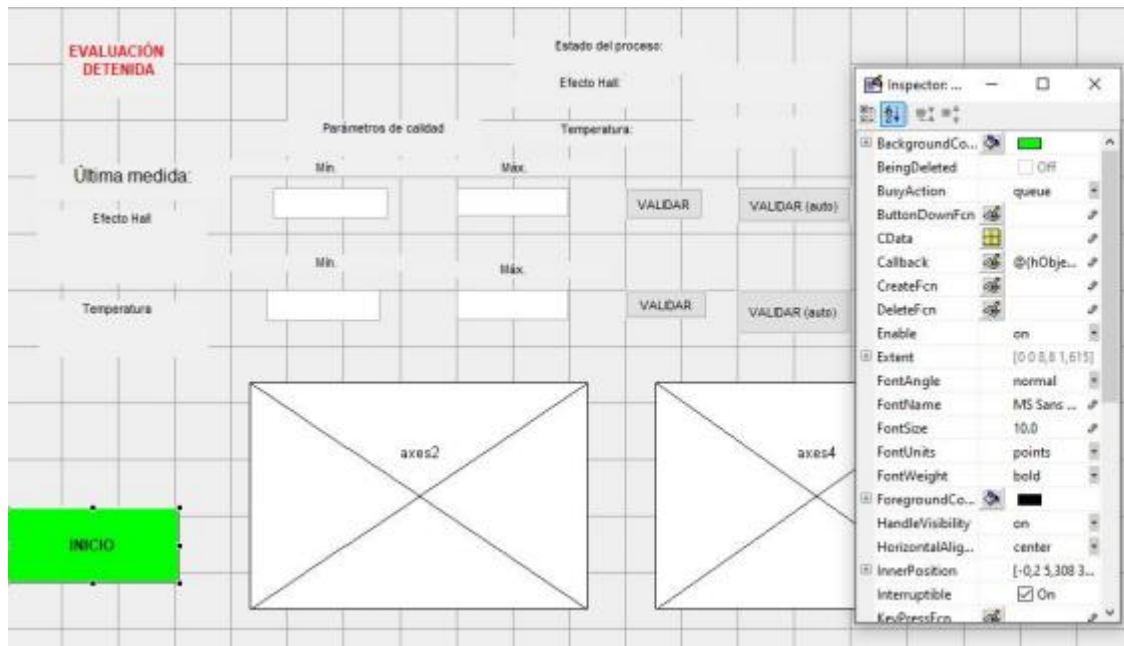 EVALUACIÓN
DETENIDA
Estado del proceso:
Efecto Hall:
Parámetros de calidad
Temperatura:
Última medida:
Mín.
Máx.
Efecto Hall
VALIDAR
VALIDAR (auto)
Mín.
Máx.
Temperatura
VALIDAR
VALIDAR (auto)
axes2
axes4
INICIO
Inspector: ...
BackgroundCo...
BeingDeleted Off
BusyAction queue
ButtonDownFcn
CData
Callback @(hObje...
CreateFcn
DeleteFcn
Enable on
Extent [0 0 8,8 1,615]
FontAngle normal
FontName MS Sans ...
FontSize 10.0
FontUnits points
FontWeight bold
ForegroundCo...
HandleVisibility on
HorizontalAlig... center
InnerPosition [-0,2 5,308 3...
Interruptible On
KeyPressFcn